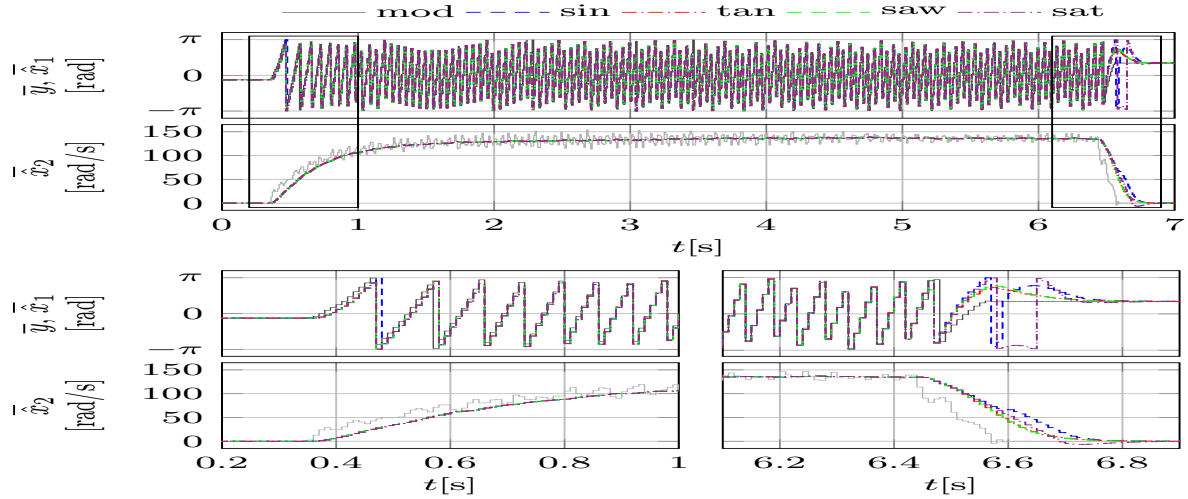 mod sin tan saw sat
π
0
−π
ȳ, x̂̄₁
[rad]
150
100
50
0
x̂̄₂
[rad/s]
0 1 2 3 4 5 6 7
t[s]
π
0
−π
ȳ, x̂̄₁
[rad]
150
100
50
0
x̂̄₂
[rad/s]
0.2 0.4 0.6 0.8 1 6.2 6.4 6.6 6.8
t[s] t[s]